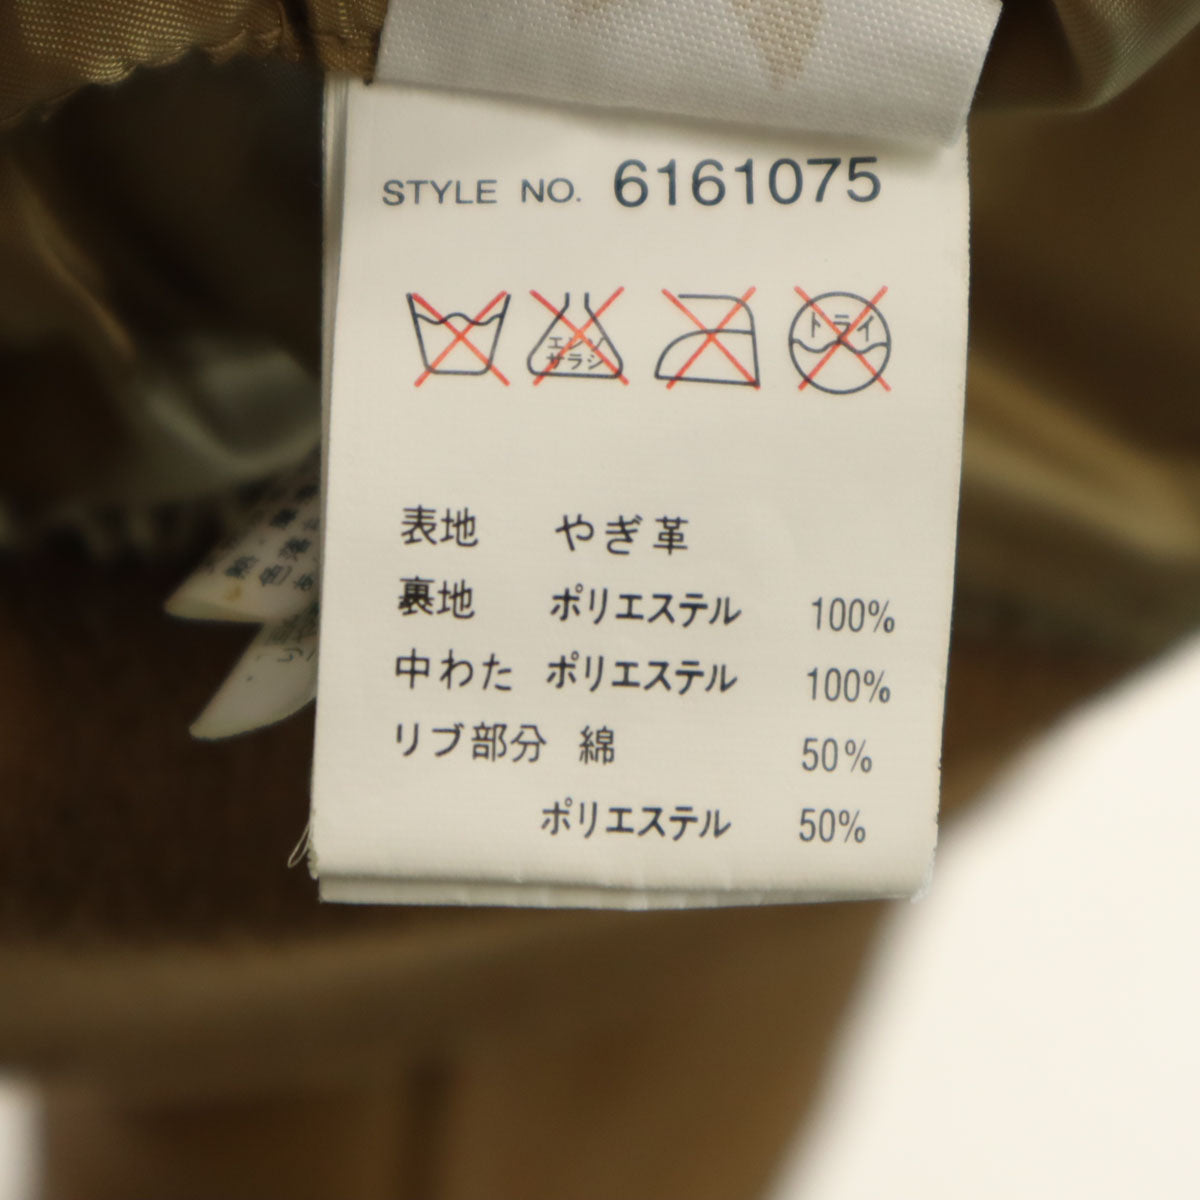 STYLE NO. 6161075
エンソ
サラシ
ドライ
表地 やぎ革
裏地 ポリエステル 100%
中わた ポリエステル 100%
リブ部分 綿 50%
ポリエステル 50%